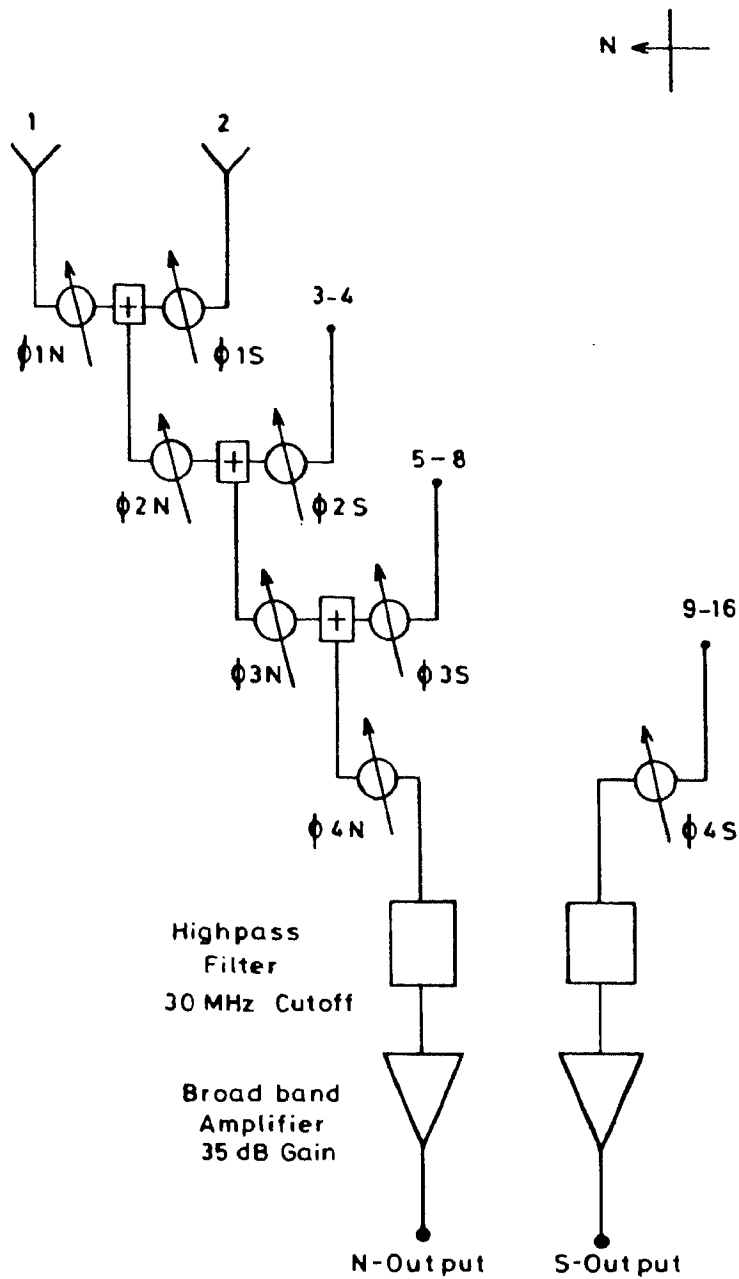 N
1 2
3-4
ϕ1N ϕ1S
5-8
ϕ2N ϕ2S
9-16
ϕ3N ϕ3S
ϕ4N ϕ4S
Highpass
Filter
30 MHz Cutoff
Broad band
Amplifier
35 dB Gain
N-Output S-Output